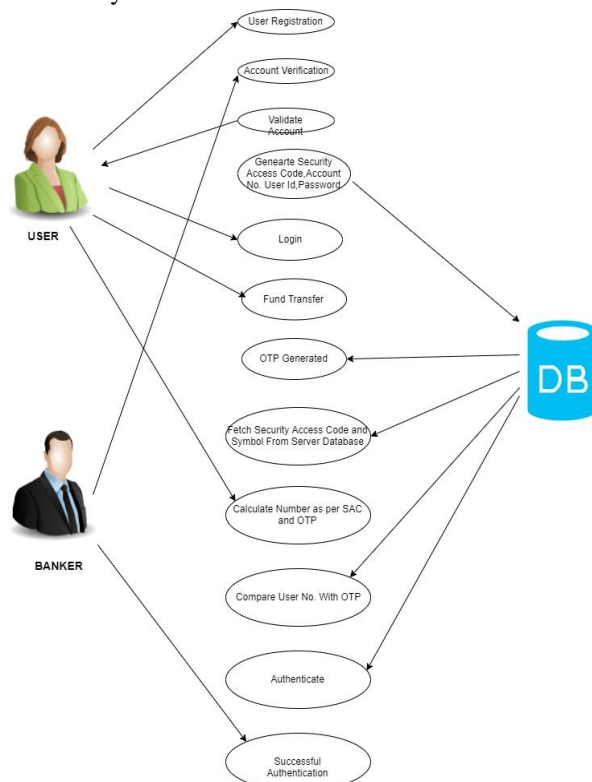 User Registration
Account Verification
Validate
Account
Genearte Security
Access Code,Account
No. User Id,Password
USER
Login
Fund Transfer
OTP Generated
DB
Fetch Security Access Code and
Symbol From Server Database
Calculate Number as per SAC
and OTP
BANKER
Compare User No. With OTP
Authenticate
Successful
Authentication